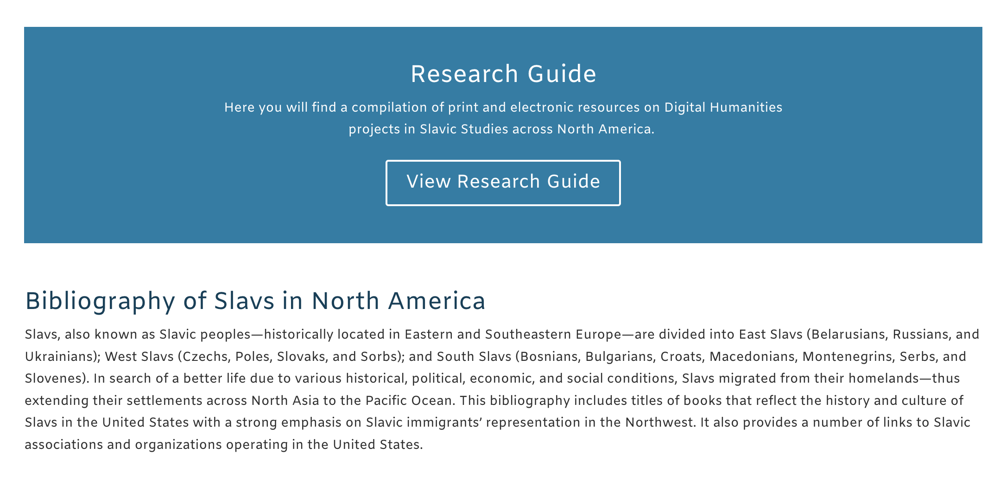 Research Guide
Here you will find a compilation of print and electronic resources on Digital Humanities
projects in Slavic Studies across North America.
View Research Guide
Bibliography of Slavs in North America
Slavs, also known as Slavic peoples—historically located in Eastern and Southeastern Europe—are divided into East Slavs (Belarusians, Russians, and
Ukrainians); West Slavs (Czechs, Poles, Slovaks, and Sorbs); and South Slavs (Bosnians, Bulgarians, Croats, Macedonians, Montenegrins, Serbs, and
Slovenes). In search of a better life due to various historical, political, economic, and social conditions, Slavs migrated from their homelands—thus
extending their settlements across North Asia to the Pacific Ocean. This bibliography includes titles of books that reflect the history and culture of
Slavs in the United States with a strong emphasis on Slavic immigrants’ representation in the Northwest. It also provides a number of links to Slavic
associations and organizations operating in the United States.